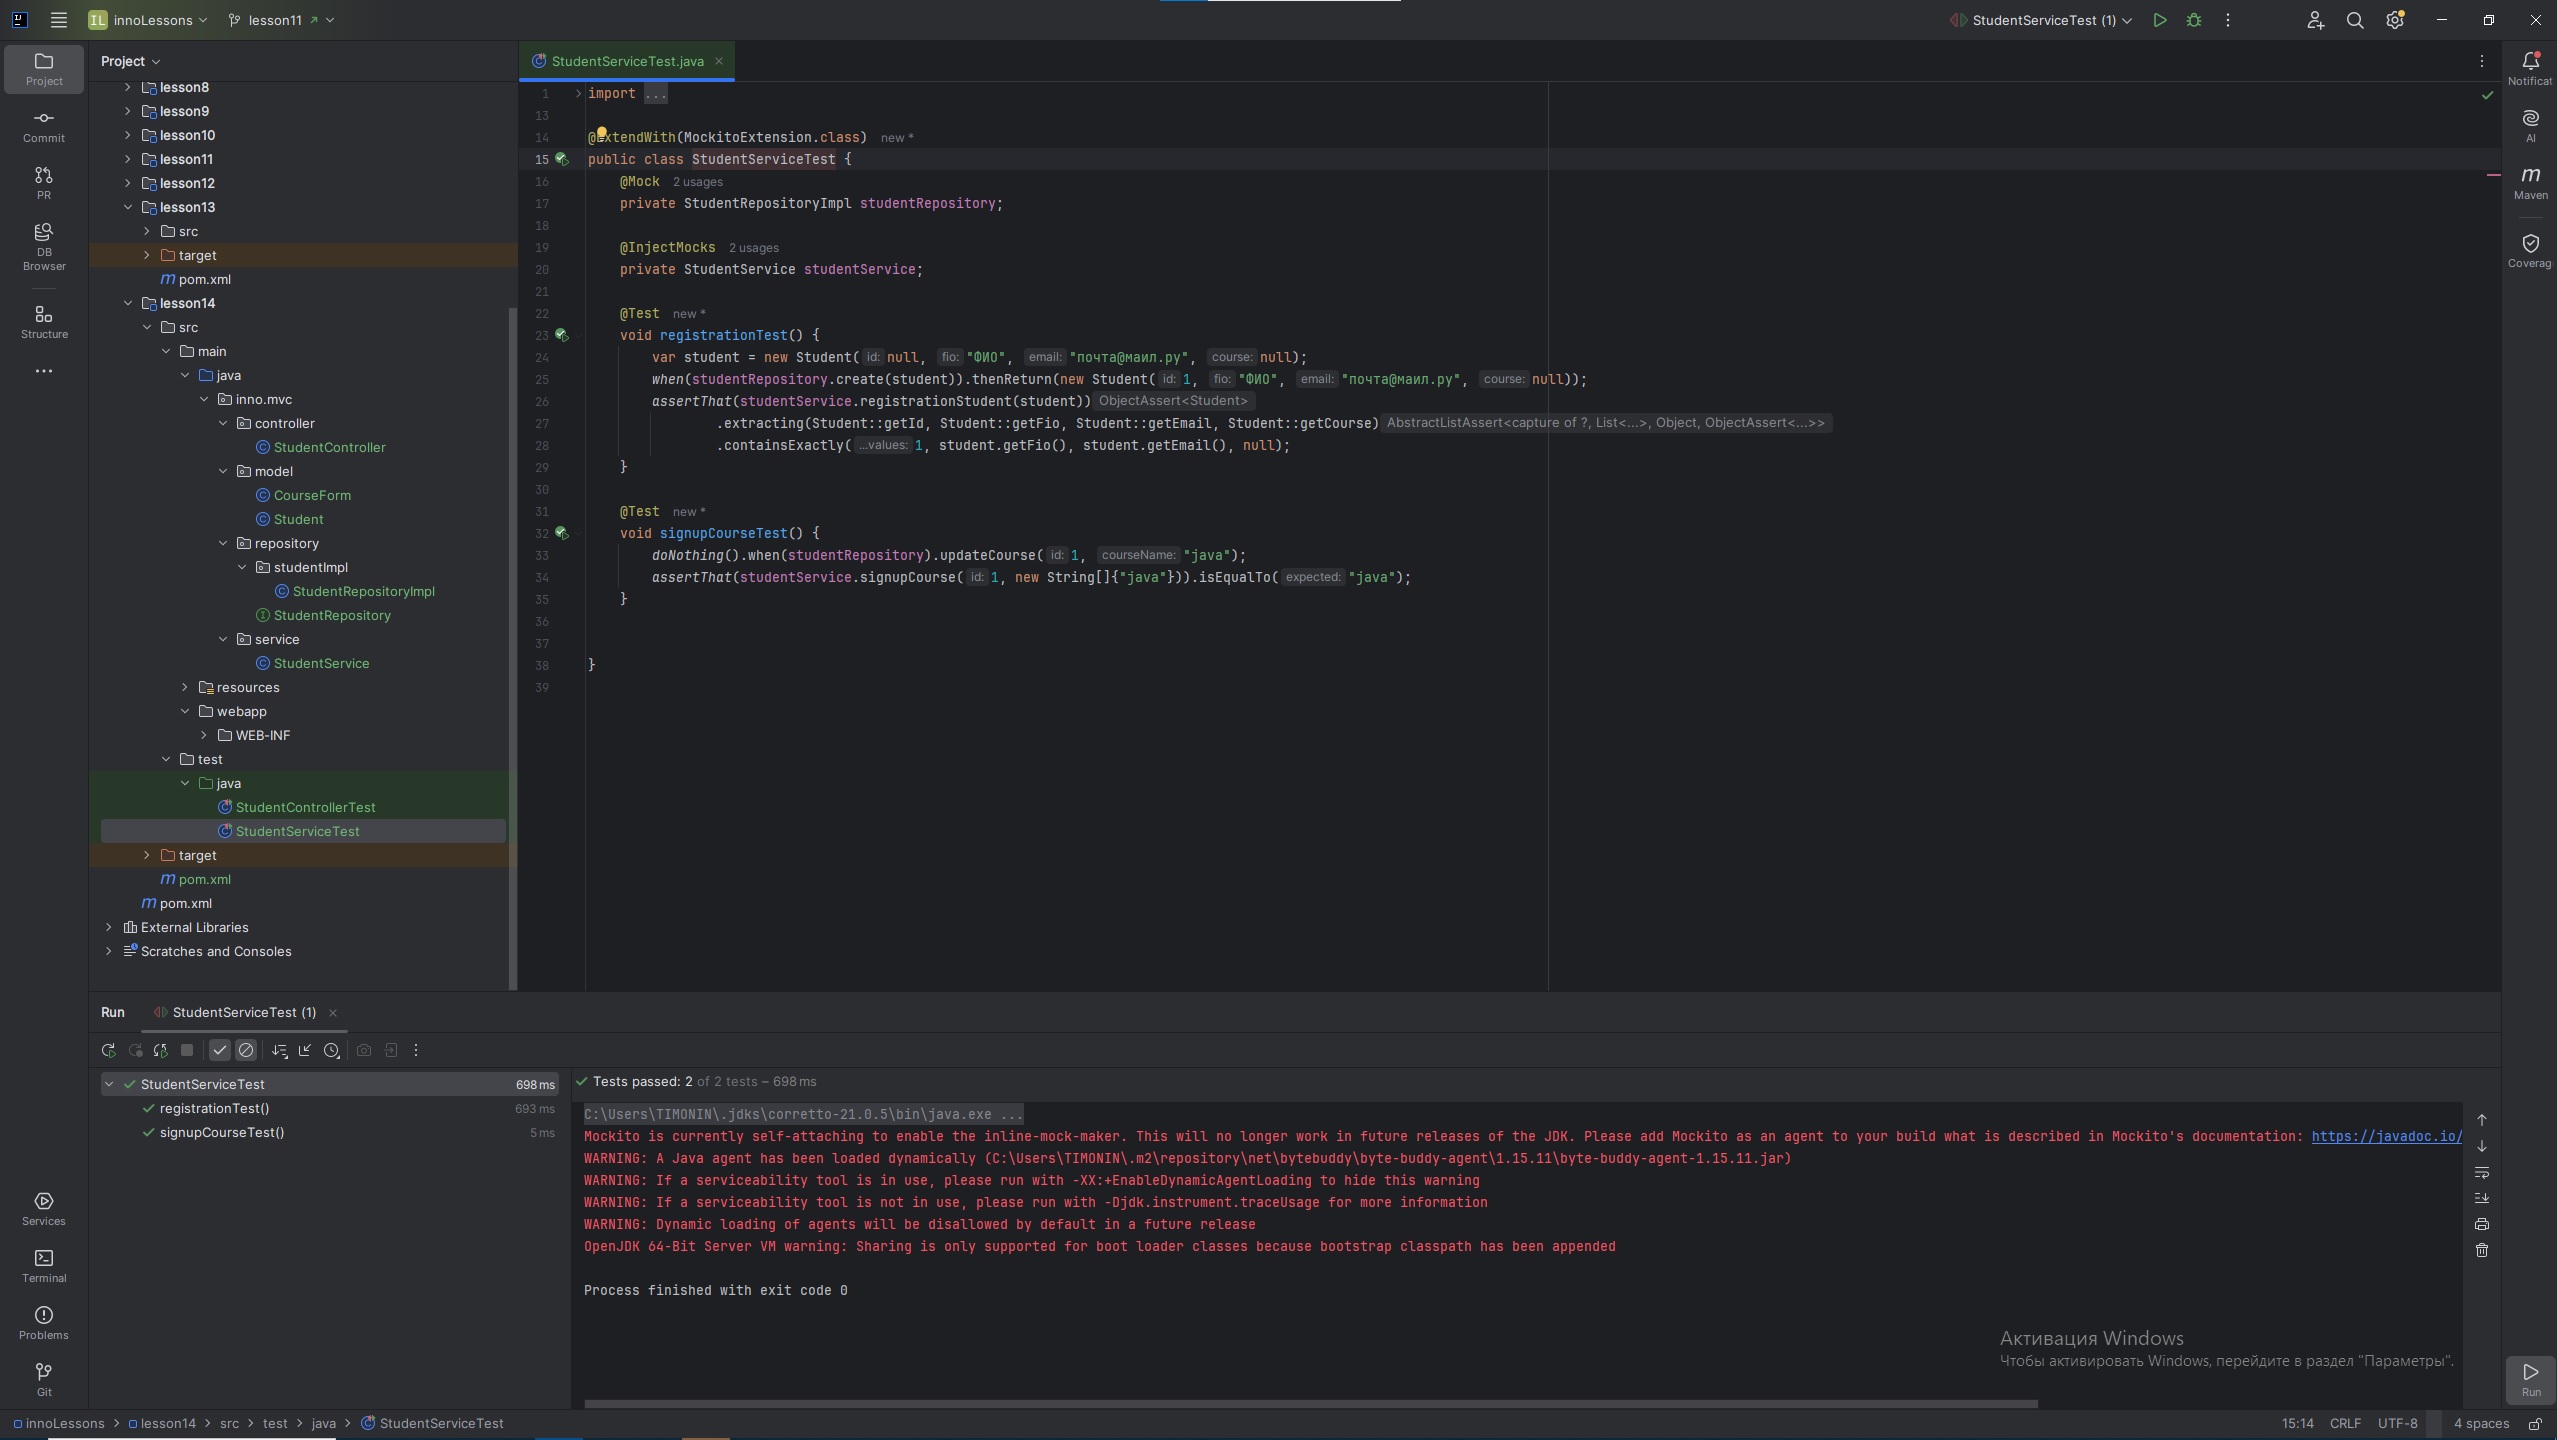 innoLessons
lesson11
StudentServiceTest (1)
Project
Commit
PR
DB
Browser
Structure
Project
lesson8
lesson9
lesson10
lesson11
lesson12
lesson13
src
target
pom.xml
lesson14
src
main
java
inno.mvc
controller
StudentController
model
CourseForm
Student
repository
studentImpl
StudentRepositoryImpl
StudentRepository
service
StudentService
resources
webapp
WEB-INF
test
java
StudentControllerTest
StudentServiceTest
target
pom.xml
pom.xml
External Libraries
Scratches and Consoles
StudentServiceTest.java
1 import ...
13
14 @ExtendWith(MockitoExtension.class) new *
15 public class StudentServiceTest {
16 @Mock 2 usages
17 private StudentRepositoryImpl studentRepository;
18
19 @InjectMocks 2 usages
20 private StudentService studentService;
21
22 @Test new *
23 void registrationTest() {
24 var student = new Student( id: null, fio: "ФИО", email: "почта@маил.ру", course: null);
25 when(studentRepository.create(student)).thenReturn(new Student( id: 1, fio: "ФИО", email: "почта@маил.ру", course: null));
26 assertThat(studentService.registrationStudent(student)) ObjectAssert<Student>
27 .extracting(Student::getId, Student::getFio, Student::getEmail, Student::getCourse) AbstractListAssert<capture of ?, List<...>, Object, ObjectAssert<...>>
28 .containsExactly( ...values: 1, student.getFio(), student.getEmail(), null);
29 }
30
31 @Test new *
32 void signupCourseTest() {
33 doNothing().when(studentRepository).updateCourse( id: 1, courseName: "java");
34 assertThat(studentService.signupCourse( id: 1, new String[]{"java"})).isEqualTo( expected: "java");
35 }
36
37
38 }
39
Notificat
AI
m
Maven
Coverag
Run
StudentServiceTest (1)
StudentServiceTest 698 ms
registrationTest() 693 ms
signupCourseTest() 5 ms
Tests passed: 2 of 2 tests – 698 ms
C:\Users\TIMONIN\.jdks\corretto-21.0.5\bin\java.exe ...
Mockito is currently self-attaching to enable the inline-mock-maker. This will no longer work in future releases of the JDK. Please add Mockito as an agent to your build what is described in Mockito's documentation: https://javadoc.io/
WARNING: A Java agent has been loaded dynamically (C:\Users\TIMONIN\.m2\repository\net\bytebuddy\byte-buddy-agent\1.15.11\byte-buddy-agent-1.15.11.jar)
WARNING: If a serviceability tool is in use, please run with -XX:+EnableDynamicAgentLoading to hide this warning
WARNING: If a serviceability tool is not in use, please run with -Djdk.instrument.traceUsage for more information
WARNING: Dynamic loading of agents will be disallowed by default in a future release
OpenJDK 64-Bit Server VM warning: Sharing is only supported for boot loader classes because bootstrap classpath has been appended
Process finished with exit code 0
Активация Windows
Чтобы активировать Windows, перейдите в раздел "Параметры".
Services
Terminal
Problems
Git
Run
innoLessons > lesson14 > src > test > java > StudentServiceTest
15:14 CRLF UTF-8 4 spaces